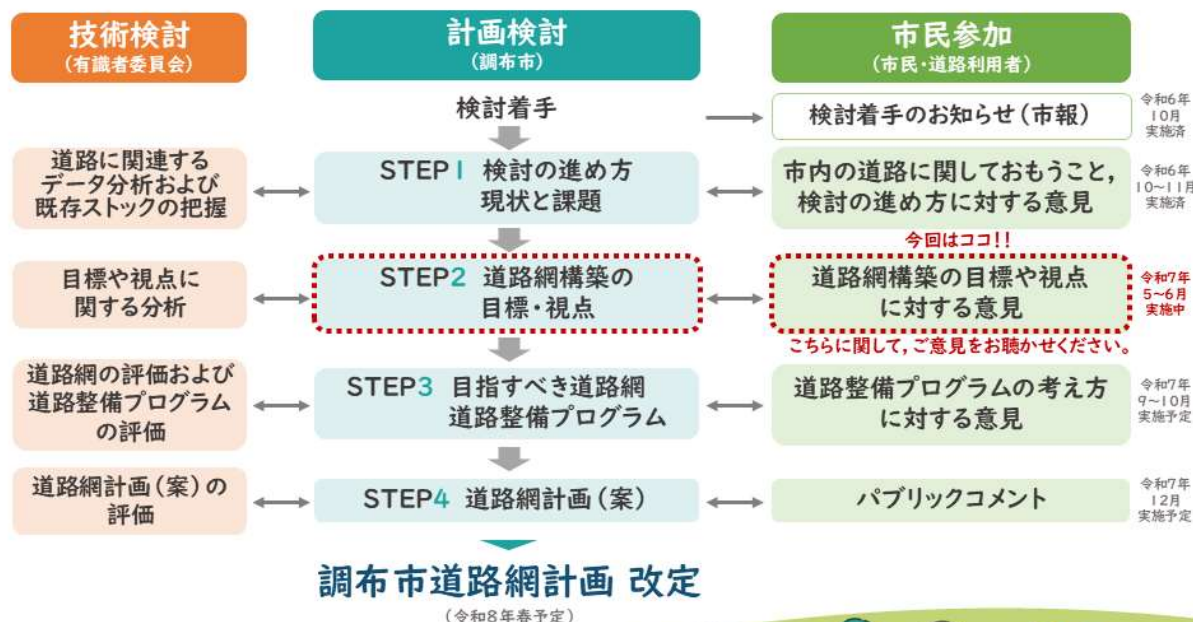 技術検討
(有識者委員会)
計画検討
(調布市)
市民参加
(市民・道路利用者)
検討着手
検討着手のお知らせ(市報)
令和6年
10月
実施済
道路に関連する
データ分析および
既存ストックの把握
STEP1 検討の進め方
現状と課題
市内の道路に関しておもうこと,
検討の進め方に対する意見
令和6年
10~11月
実施済
今回はココ!!
目標や視点に
関する分析
STEP2 道路網構築の
目標・視点
道路網構築の目標や視点
に対する意見
令和7年
5~6月
実施中
こちらに関して,ご意見をお聴かせください。
道路網の評価および
道路整備プログラム
の評価
STEP3 目指すべき道路網
道路整備プログラム
道路整備プログラムの考え方
に対する意見
令和7年
9~10月
実施予定
道路網計画(案)の
評価
STEP4 道路網計画(案)
パブリックコメント
令和7年
12月
実施予定
調布市道路網計画 改定
(令和8年春予定)